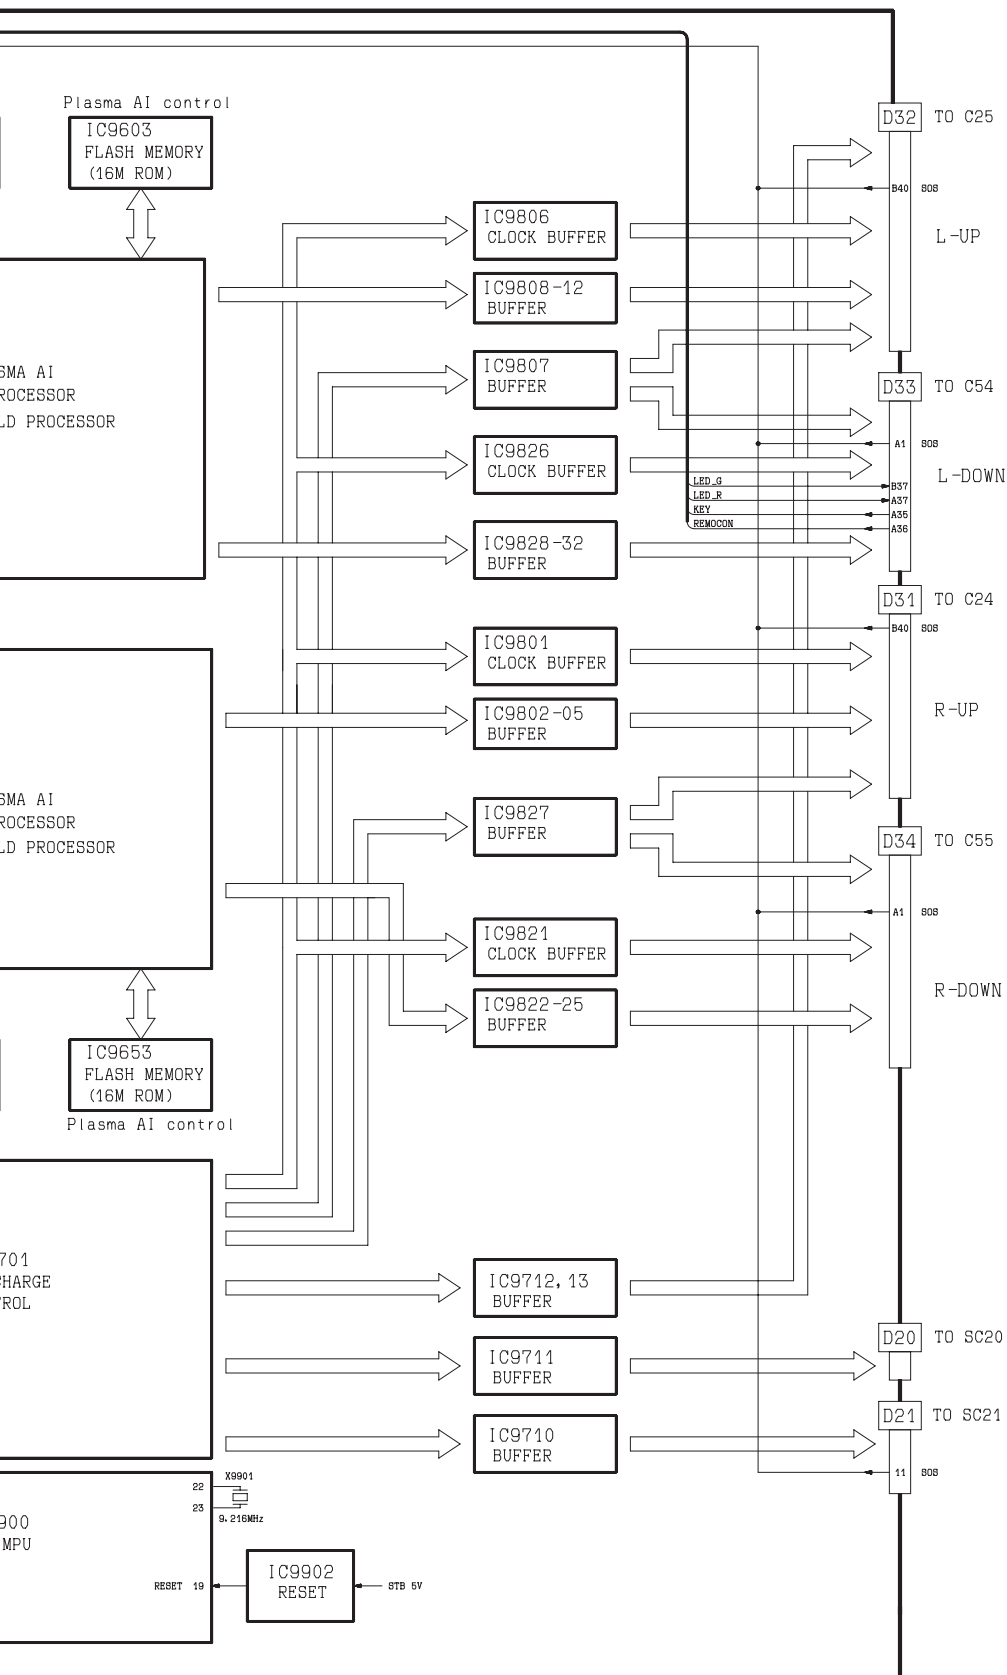 Plasma AI control
IC9603
FLASH MEMORY
(16M ROM)
D32 TO C25
B40 SOS
L-UP
IC9806
CLOCK BUFFER
IC9808-12
BUFFER
IC9807
BUFFER
SMA AI
ROCESSOR
LD PROCESSOR
D33 TO C54
A1 SOS
IC9826
CLOCK BUFFER
L-DOWN
LED_G B37
LED_R A37
KEY A35
REMOCON A36
IC9828-32
BUFFER
D31 TO C24
B40 SOS
IC9801
CLOCK BUFFER
R-UP
IC9802-05
BUFFER
SMA AI
ROCESSOR
LD PROCESSOR
IC9827
BUFFER
D34 TO C55
A1 SOS
IC9821
CLOCK BUFFER
R-DOWN
IC9822-25
BUFFER
IC9653
FLASH MEMORY
(16M ROM)
Plasma AI control
701
CHARGE
TROL
IC9712,13
BUFFER
D20 TO SC20
IC9711
BUFFER
D21 TO SC21
IC9710
BUFFER
11 SOS
X9901
22
23
9.216MHz
900
MPU
IC9902
RESET
RESET 19
STB 5V